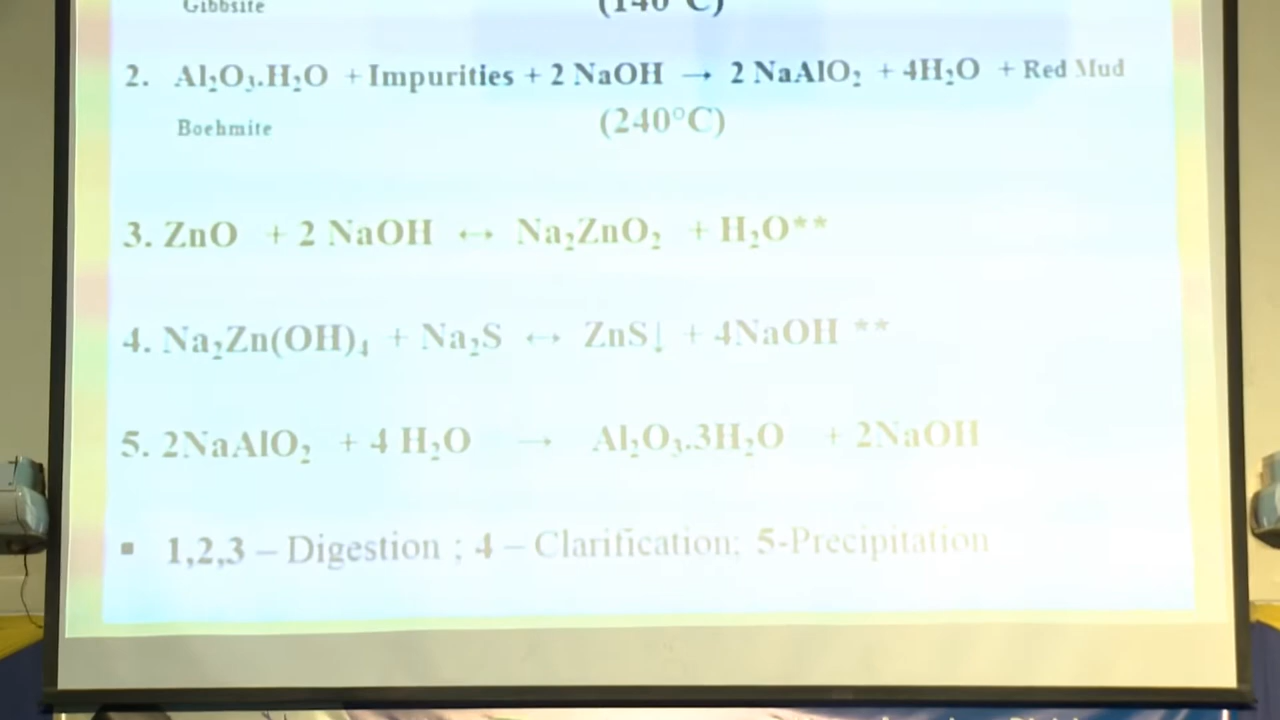 Gibbsite (140°C)
2. Al₂O₃.H₂O + Impurities + 2 NaOH → 2 NaAlO₂ + 4H₂O + Red Mud
Boehmite (240°C)
3. ZnO + 2 NaOH ↔ Na₂ZnO₂ + H₂O**
4. Na₂Zn(OH)₄ + Na₂S ↔ ZnS↓ + 4NaOH **
5. 2NaAlO₂ + 4 H₂O → Al₂O₃.3H₂O + 2NaOH
▪ 1,2,3 – Digestion ; 4 – Clarification; 5-Precipitation